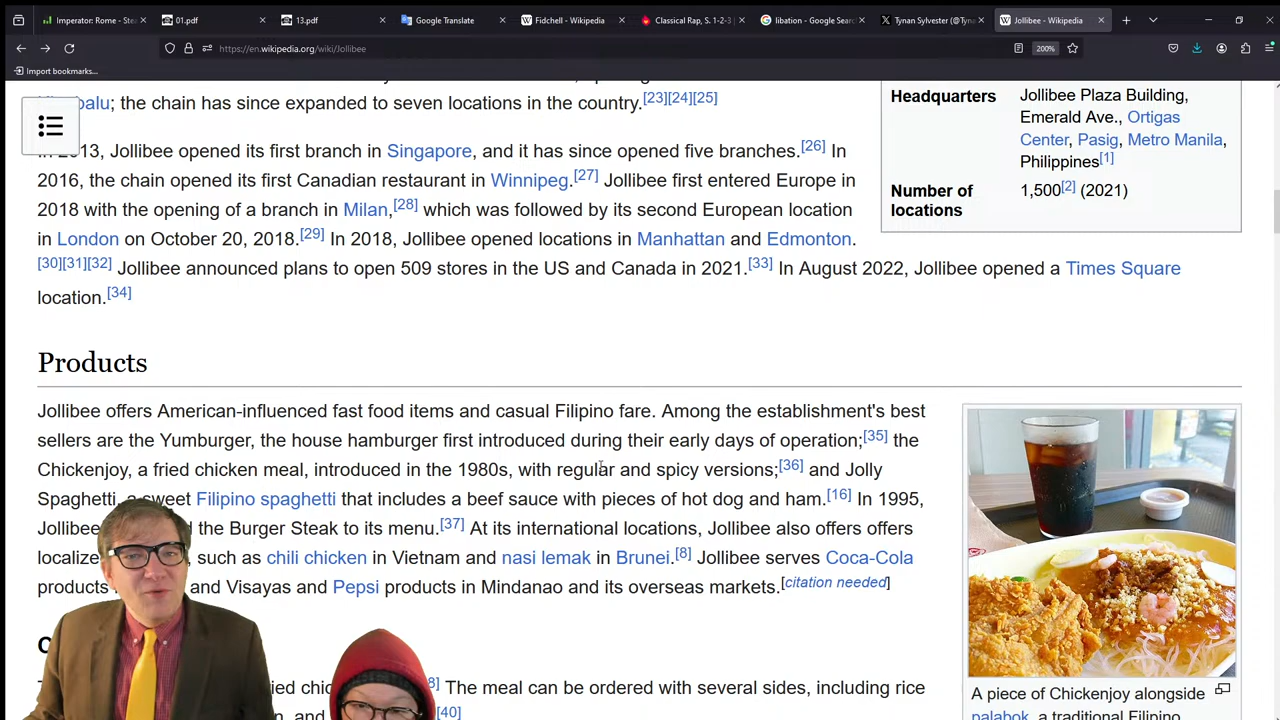 Imperator: Rome - Stea
01.pdf
13.pdf
Google Translate
Fidchell - Wikipedia
Classical Rap, S. 1-2-3
libation - Google Search
Tynan Sylvester (@Tyn
Jollibee - Wikipedia
https://en.wikipedia.org/wiki/Jollibee
200%
Import bookmarks...
; the chain has since expanded to seven locations in the country.[23][24][25]
In 2013, Jollibee opened its first branch in Singapore, and it has since opened five branches.[26] In
2016, the chain opened its first Canadian restaurant in Winnipeg.[27] Jollibee first entered Europe in
2018 with the opening of a branch in Milan,[28] which was followed by its second European location
in London on October 20, 2018.[29] In 2018, Jollibee opened locations in Manhattan and Edmonton.
[30][31][32] Jollibee announced plans to open 509 stores in the US and Canada in 2021.[33] In August 2022, Jollibee opened a Times Square
location.[34]
Headquarters
Jollibee Plaza Building,
Emerald Ave., Ortigas
Center, Pasig, Metro Manila,
Philippines[1]
Number of
locations
1,500[2] (2021)
Products
Jollibee offers American-influenced fast food items and casual Filipino fare. Among the establishment's best
sellers are the Yumburger, the house hamburger first introduced during their early days of operation;[35] the
Chickenjoy, a fried chicken meal, introduced in the 1980s, with regular and spicy versions;[36] and Jolly
Spaghetti, a sweet Filipino spaghetti that includes a beef sauce with pieces of hot dog and ham.[16] In 1995,
Jollibee the Burger Steak to its menu.[37] At its international locations, Jollibee also offers offers
such as chili chicken in Vietnam and nasi lemak in Brunei.[8] Jollibee serves Coca-Cola
products and Visayas and Pepsi products in Mindanao and its overseas markets.[citation needed]
The meal can be ordered with several sides, including rice
and [40]
A piece of Chickenjoy alongside
palabok, a traditional Filipino